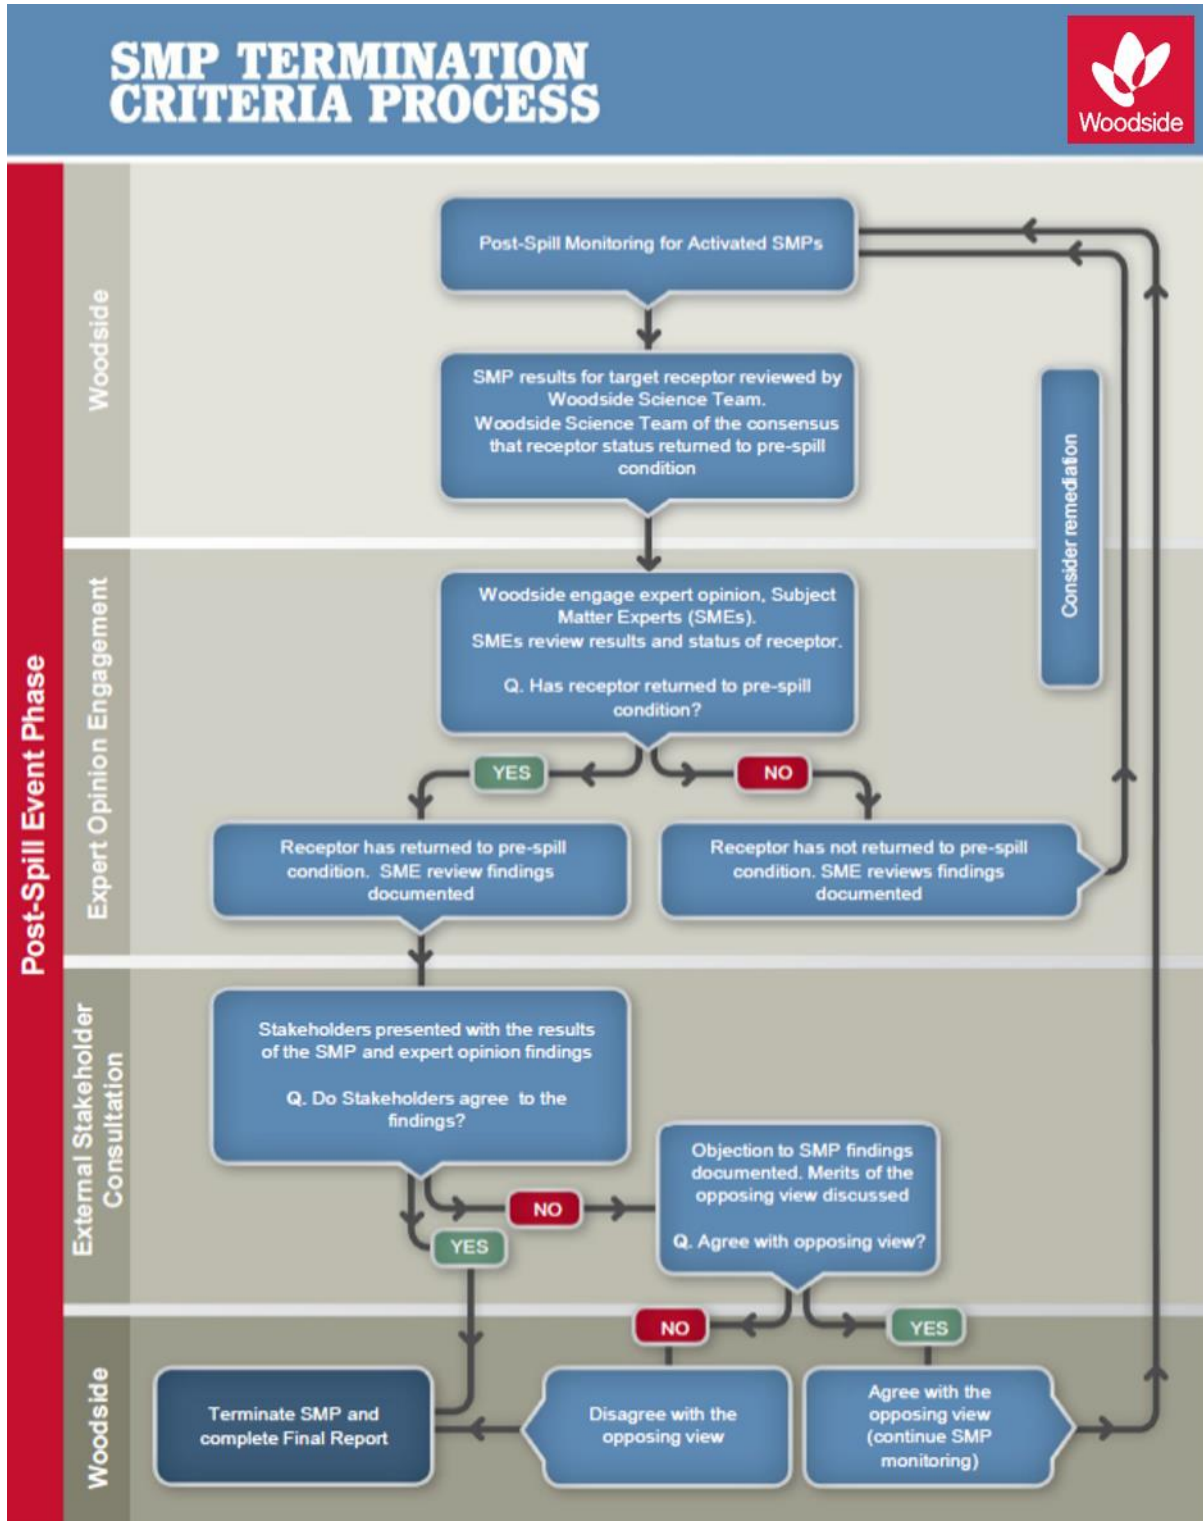 SMP TERMINATION
CRITERIA PROCESS
Woodside
Post-Spill Event Phase
Woodside
Post-Spill Monitoring for Activated SMPs
SMP results for target receptor reviewed by
Woodside Science Team.
Woodside Science Team of the consensus
that receptor status returned to pre-spill
condition
Consider remediation
Expert Opinion Engagement
Woodside engage expert opinion, Subject
Matter Experts (SMEs).
SMEs review results and status of receptor.
Q. Has receptor returned to pre-spill
condition?
YES
NO
Receptor has returned to pre-spill
condition. SME review findings
documented
Receptor has not returned to pre-spill
condition. SME reviews findings
documented
External Stakeholder
Consultation
Stakeholders presented with the results
of the SMP and expert opinion findings
Q. Do Stakeholders agree to the
findings?
NO
YES
Objection to SMP findings
documented. Merits of the
opposing view discussed
Q. Agree with opposing view?
NO
YES
Woodside
Terminate SMP and
complete Final Report
Disagree with the
opposing view
Agree with the
opposing view
(continue SMP
monitoring)